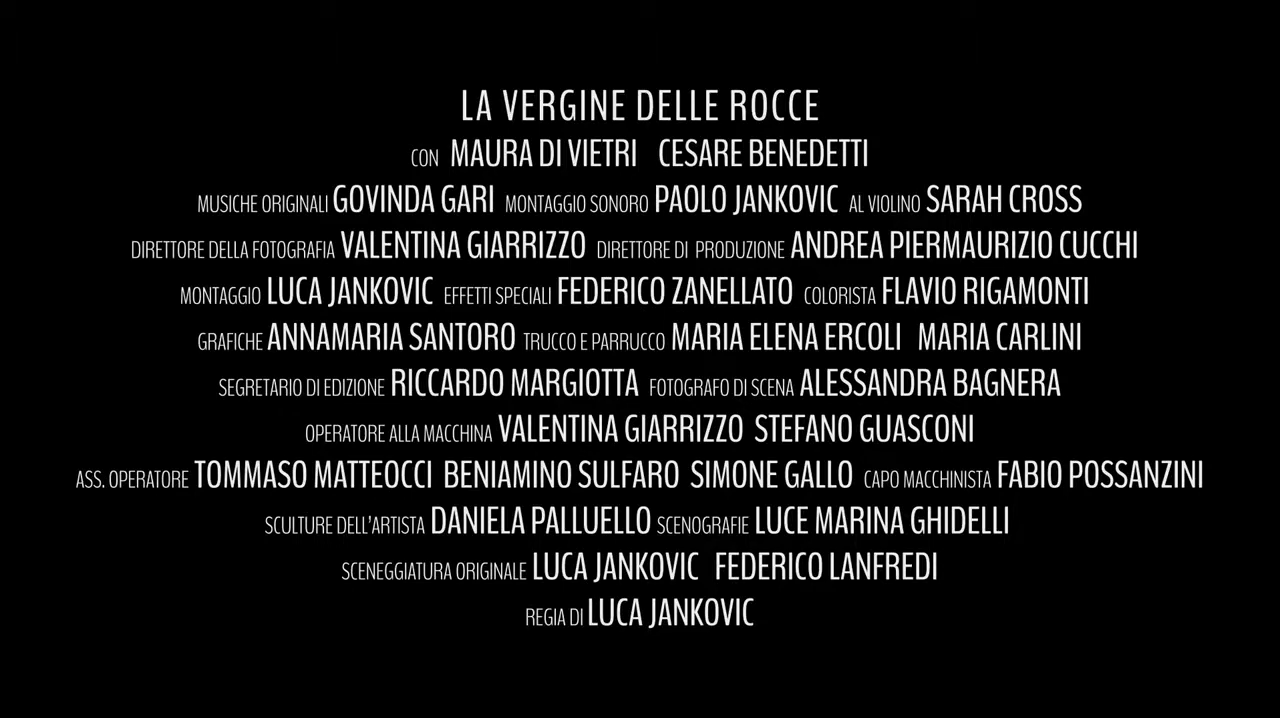 LA VERGINE DELLE ROCCE
CON MAURA DI VIETRI CESARE BENEDETTI
MUSICHE ORIGINALI GOVINDA GARI MONTAGGIO SONORO PAOLO JANKOVIC AL VIOLINO SARAH CROSS
DIRETTORE DELLA FOTOGRAFIA VALENTINA GIARRIZZO DIRETTORE DI PRODUZIONE ANDREA PIERMAURIZIO CUCCHI
MONTAGGIO LUCA JANKOVIC EFFETTI SPECIALI FEDERICO ZANELLATO COLORISTA FLAVIO RIGAMONTI
GRAFICHE ANNAMARIA SANTORO TRUCCO E PARRUCCO MARIA ELENA ERCOLI MARIA CARLINI
SEGRETARIO DI EDIZIONE RICCARDO MARGIOTTA FOTOGRAFO DI SCENA ALESSANDRA BAGNERA
OPERATORE ALLA MACCHINA VALENTINA GIARRIZZO STEFANO GUASCONI
ASS. OPERATORE TOMMASO MATTEOCCI BENIAMINO SULFARO SIMONE GALLO CAPO MACCHINISTA FABIO POSSANZINI
SCULTURE DELL'ARTISTA DANIELA PALLUELLO SCENOGRAFIE LUCE MARINA GHIDELLI
SCENEGGIATURA ORIGINALE LUCA JANKOVIC FEDERICO LANFREDI
REGIA DI LUCA JANKOVIC